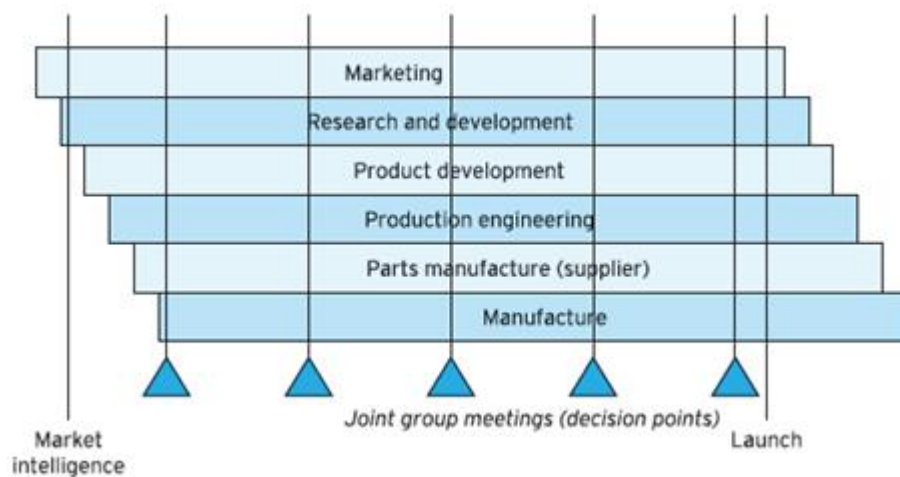 Marketing
Research and development
Product development
Production engineering
Parts manufacture (supplier)
Manufacture
Joint group meetings (decision points)
Market
intelligence
Launch